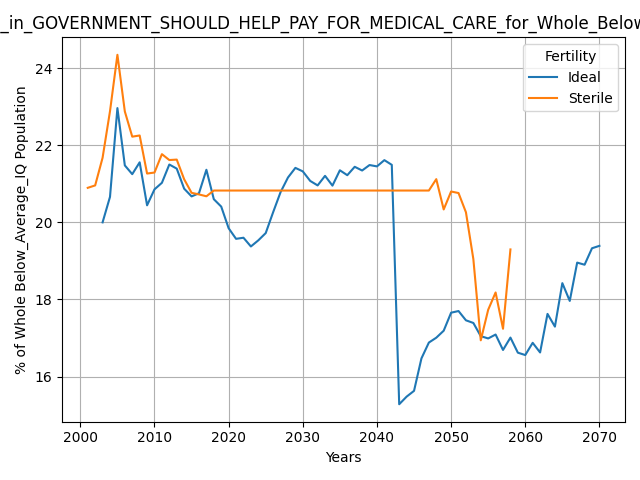 _in_GOVERNMENT_SHOULD_HELP_PAY_FOR_MEDICAL_CARE_for_Whole_Below
% of Whole Below_Average_IQ Population
24
22
20
18
16
Fertility
Ideal
Sterile
2000 2010 2020 2030 2040 2050 2060 2070
Years